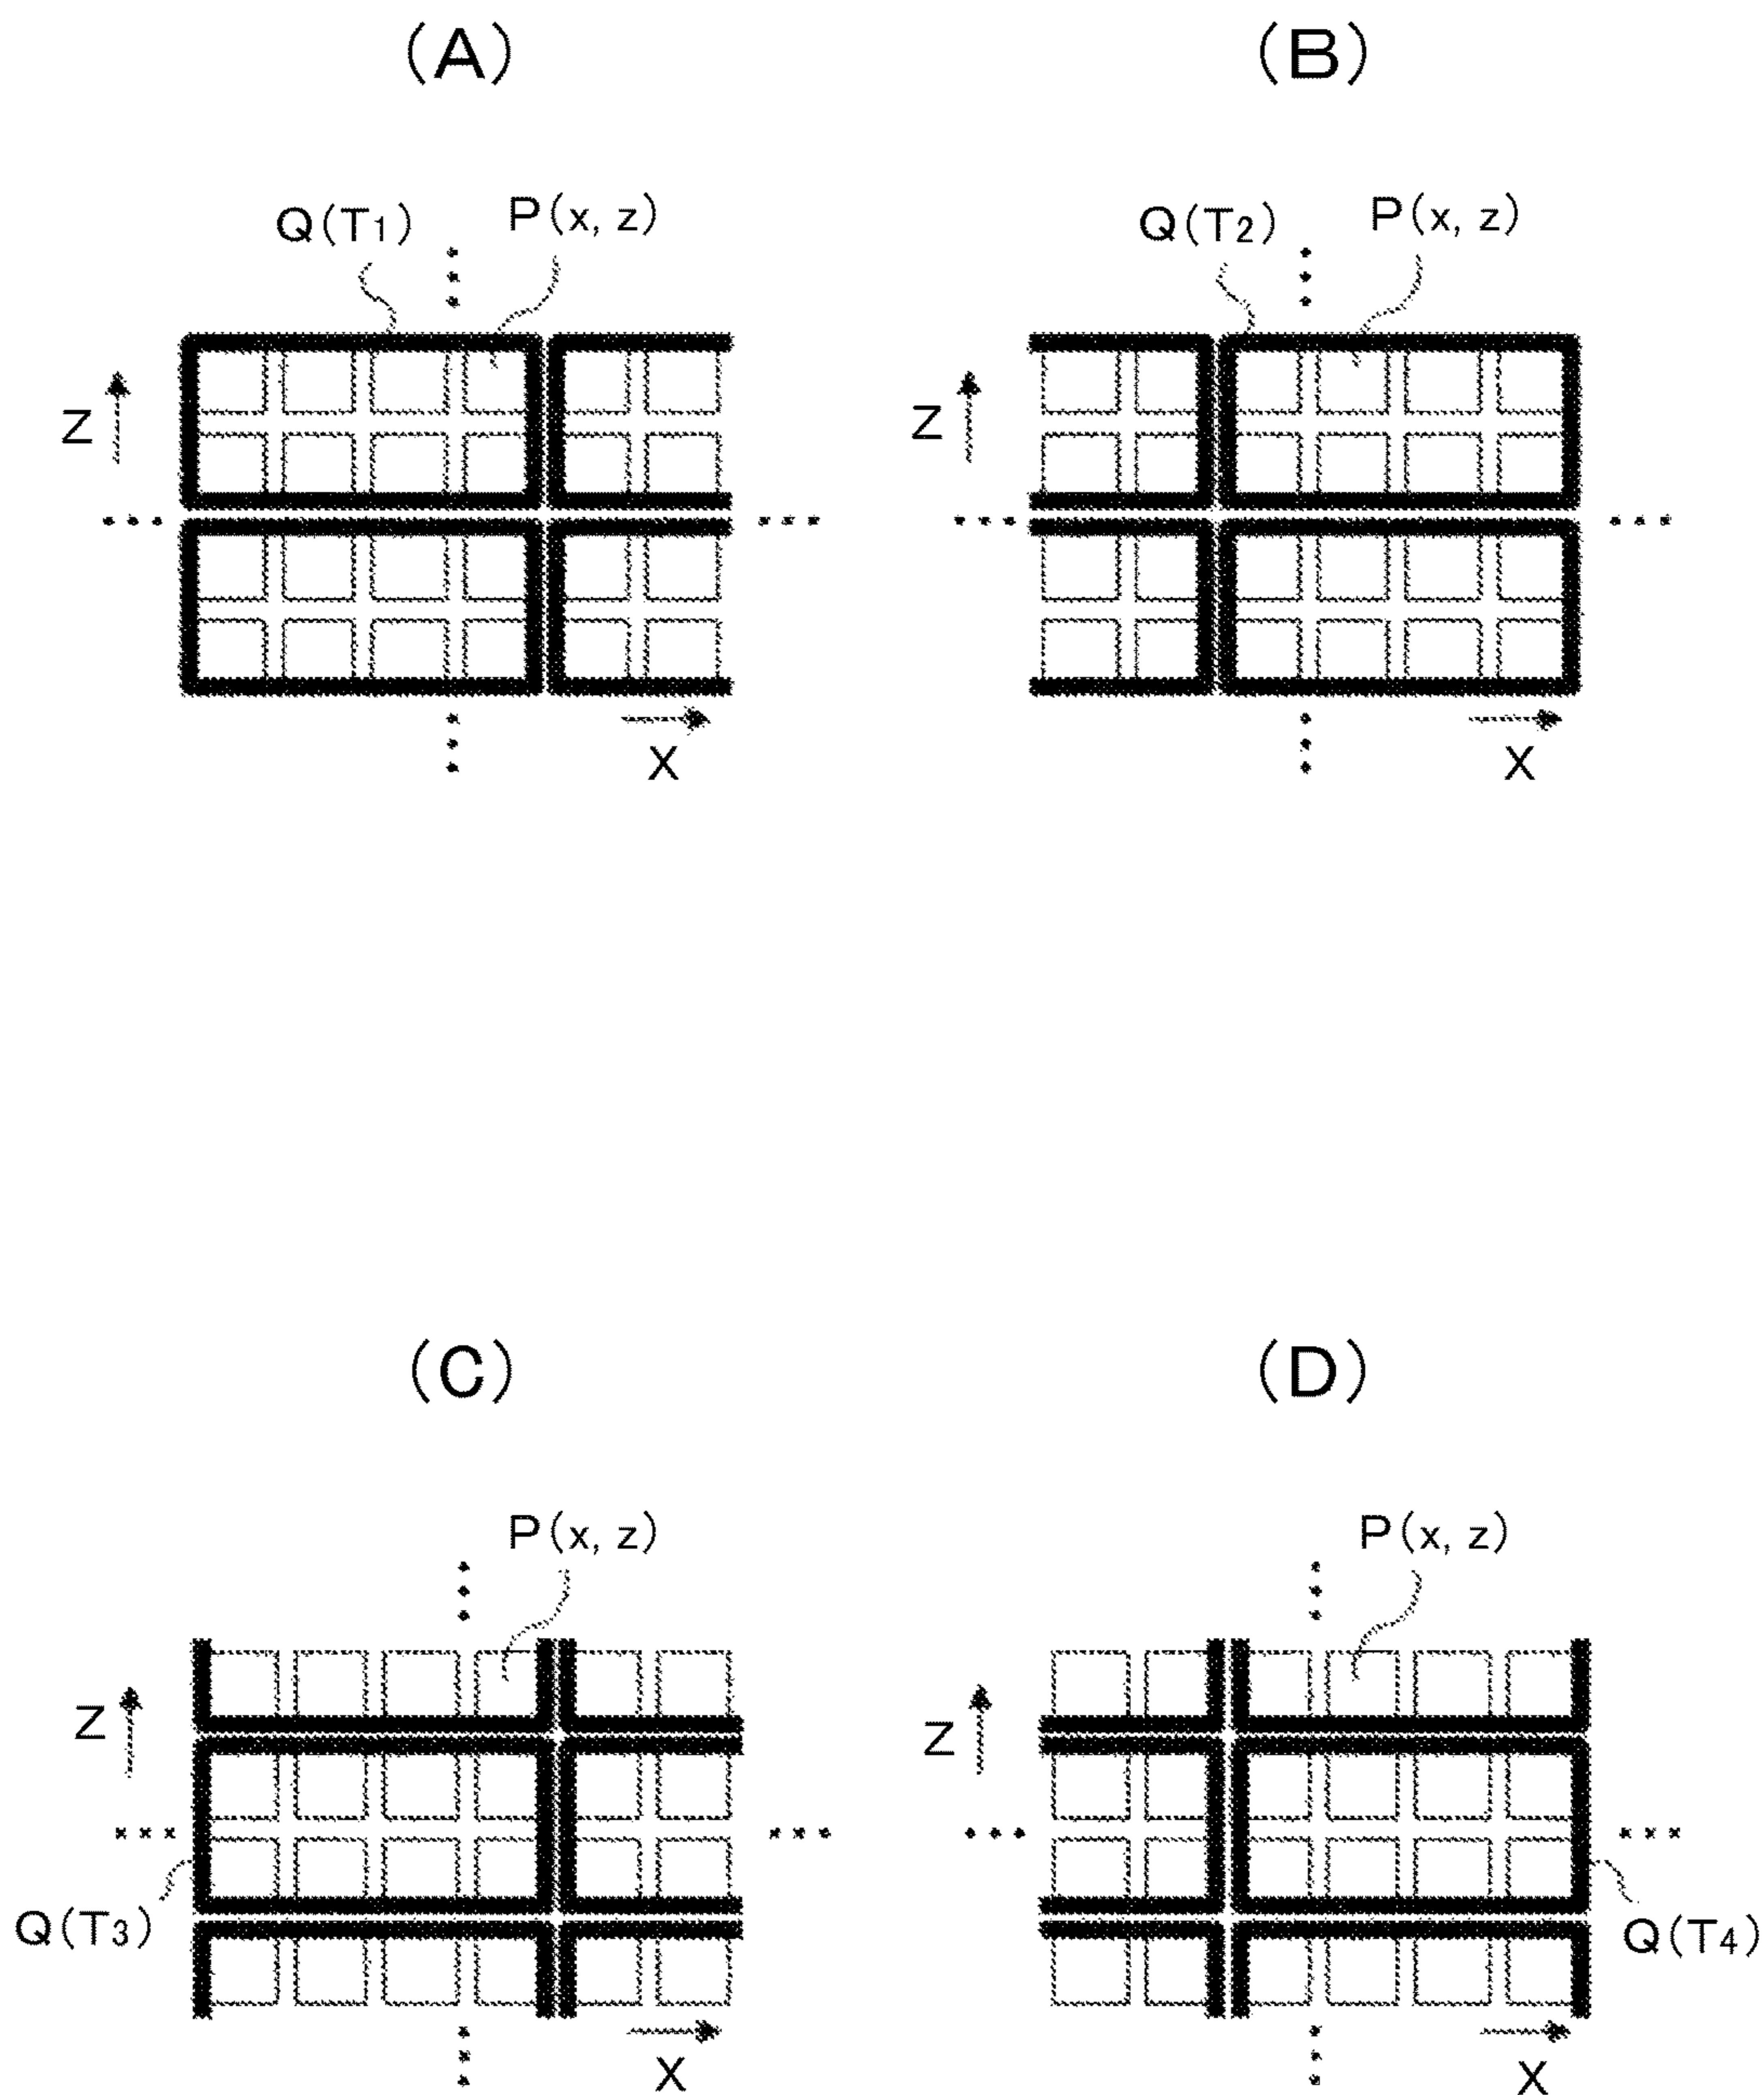 (A)
(B)
Q(T1)
P(x, z)
Q(T2)
P(x, z)
Z
Z
X
X
(C)
(D)
P(x, z)
P(x, z)
Z
Z
Q(T3)
Q(T4)
X
X